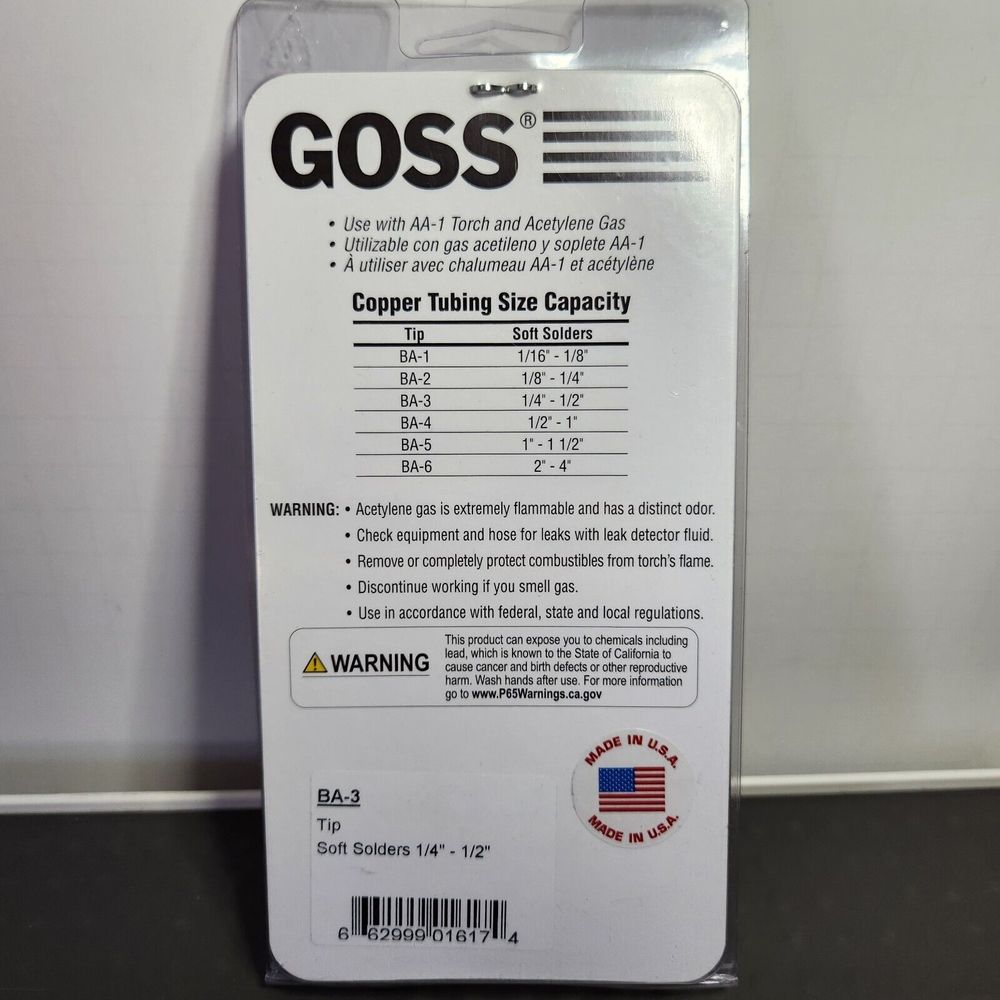 GOSS®
• Use with AA-1 Torch and Acetylene Gas
• Utilizable con gas acetileno y soplete AA-1
• À utiliser avec chalumeau AA-1 et acétylène
Copper Tubing Size Capacity
Tip Soft Solders
BA-1 1/16" - 1/8"
BA-2 1/8" - 1/4"
BA-3 1/4" - 1/2"
BA-4 1/2" - 1"
BA-5 1" - 1 1/2"
BA-6 2" - 4"
WARNING: • Acetylene gas is extremely flammable and has a distinct odor.
• Check equipment and hose for leaks with leak detector fluid.
• Remove or completely protect combustibles from torch's flame.
• Discontinue working if you smell gas.
• Use in accordance with federal, state and local regulations.
WARNING
This product can expose you to chemicals including
lead, which is known to the State of California to
cause cancer and birth defects or other reproductive
harm. Wash hands after use. For more information
go to www.P65Warnings.ca.gov
MADE IN U.S.A.
MADE IN U.S.A.
BA-3
Tip
Soft Solders 1/4" - 1/2"
6 62999 01617 4